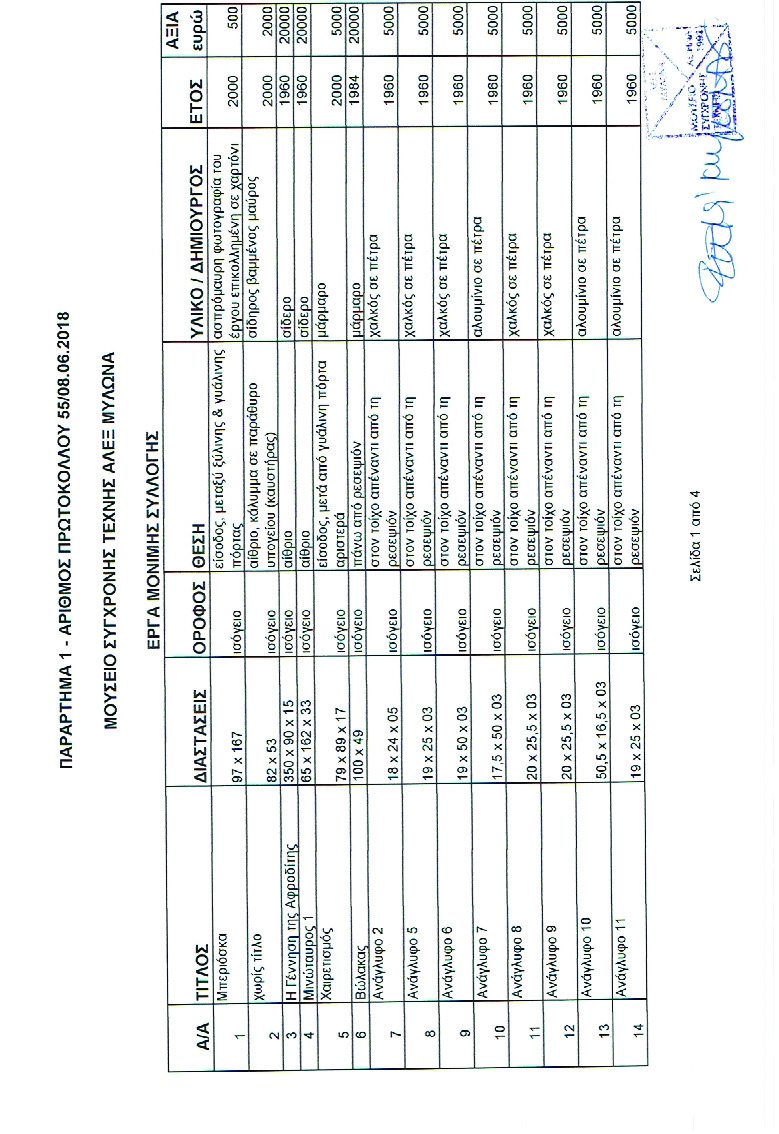 ΠΑΡΑΡΤΗΜΑ 1 - ΑΡΙΘΜΟΣ ΠΡΩΤΟΚΟΛΛΟΥ 55/08.06.2018
ΜΟΥΣΕΙΟ ΣΥΓΧΡΟΝΗΣ ΤΕΧΝΗΣ ΑΛΕΞ ΜΥΛΩΝΑ
ΕΡΓΑ ΜΟΝΙΜΗΣ ΣΥΛΛΟΓΗΣ
Α/Α ΤΙΤΛΟΣ ΔΙΑΣΤΑΣΕΙΣ ΟΡΟΦΟΣ ΘΕΣΗ ΥΛΙΚΟ / ΔΗΜΙΟΥΡΓΟΣ ΕΤΟΣ ΑΞΙΑ ευρώ
1 Μπεριόσκα 97 x 167 ισόγειο είσοδος, μεταξύ ξύλινης & γυάλινης πόρτας ασπρόμαυρη φωτογραφία του έργου επικολλημένη σε χαρτόνι 2000 500
2 χωρίς τίτλο 82 x 53 ισόγειο αίθριο, κάλυμμα σε παράθυρο υπογείου (καυστήρας) σίδηρος βαμμένος μαύρος 2000 2000
3 Η Γέννηση της Αφροδίτης 350 x 90 x 15 ισόγειο αίθριο σίδερο 1960 20000
4 Μινώταυρος 1 65 x 162 x 33 ισόγειο αίθριο σίδερο 1960 20000
5 Χαιρετισμός 79 x 89 x 17 ισόγειο είσοδος, μετά από γυάλινη πόρτα αριστερά μάρμαρο 2000 5000
6 Βώλακας 100 x 49 ισόγειο πάνω από ρεσεψιόν μάρμαρο 1984 20000
7 Ανάγλυφο 2 18 x 24 x 05 ισόγειο στον τοίχο απέναντι από τη ρεσεψιόν χαλκός σε πέτρα 1960 5000
8 Ανάγλυφο 5 19 x 25 x 03 ισόγειο στον τοίχο απέναντι από τη ρεσεψιόν χαλκός σε πέτρα 1960 5000
9 Ανάγλυφο 6 19 x 50 x 03 ισόγειο στον τοίχο απέναντι από τη ρεσεψιόν χαλκός σε πέτρα 1960 5000
10 Ανάγλυφο 7 17,5 x 50 x 03 ισόγειο στον τοίχο απέναντι από τη ρεσεψιόν αλουμίνιο σε πέτρα 1960 5000
11 Ανάγλυφο 8 20 x 25,5 x 03 ισόγειο στον τοίχο απέναντι από τη ρεσεψιόν χαλκός σε πέτρα 1960 5000
12 Ανάγλυφο 9 20 x 25,5 x 03 ισόγειο στον τοίχο απέναντι από τη ρεσεψιόν χαλκός σε πέτρα 1960 5000
13 Ανάγλυφο 10 50,5 x 16,5 x 03 ισόγειο στον τοίχο απέναντι από τη ρεσεψιόν αλουμίνιο σε πέτρα 1960 5000
14 Ανάγλυφο 11 19 x 25 x 03 ισόγειο στον τοίχο απέναντι από τη ρεσεψιόν αλουμίνιο σε πέτρα 1960 5000
ΜΟΥΣΕΙΟ
ΣΥΓΧΡΟΝΗΣ
Σελίδα 1 από 4